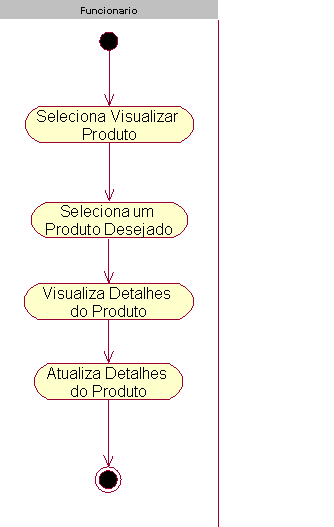 Funcionario
Seleciona Visualizar
Produto
Seleciona um
Produto Desejado
Visualiza Detalhes
do Produto
Atualiza Detalhes
do Produto